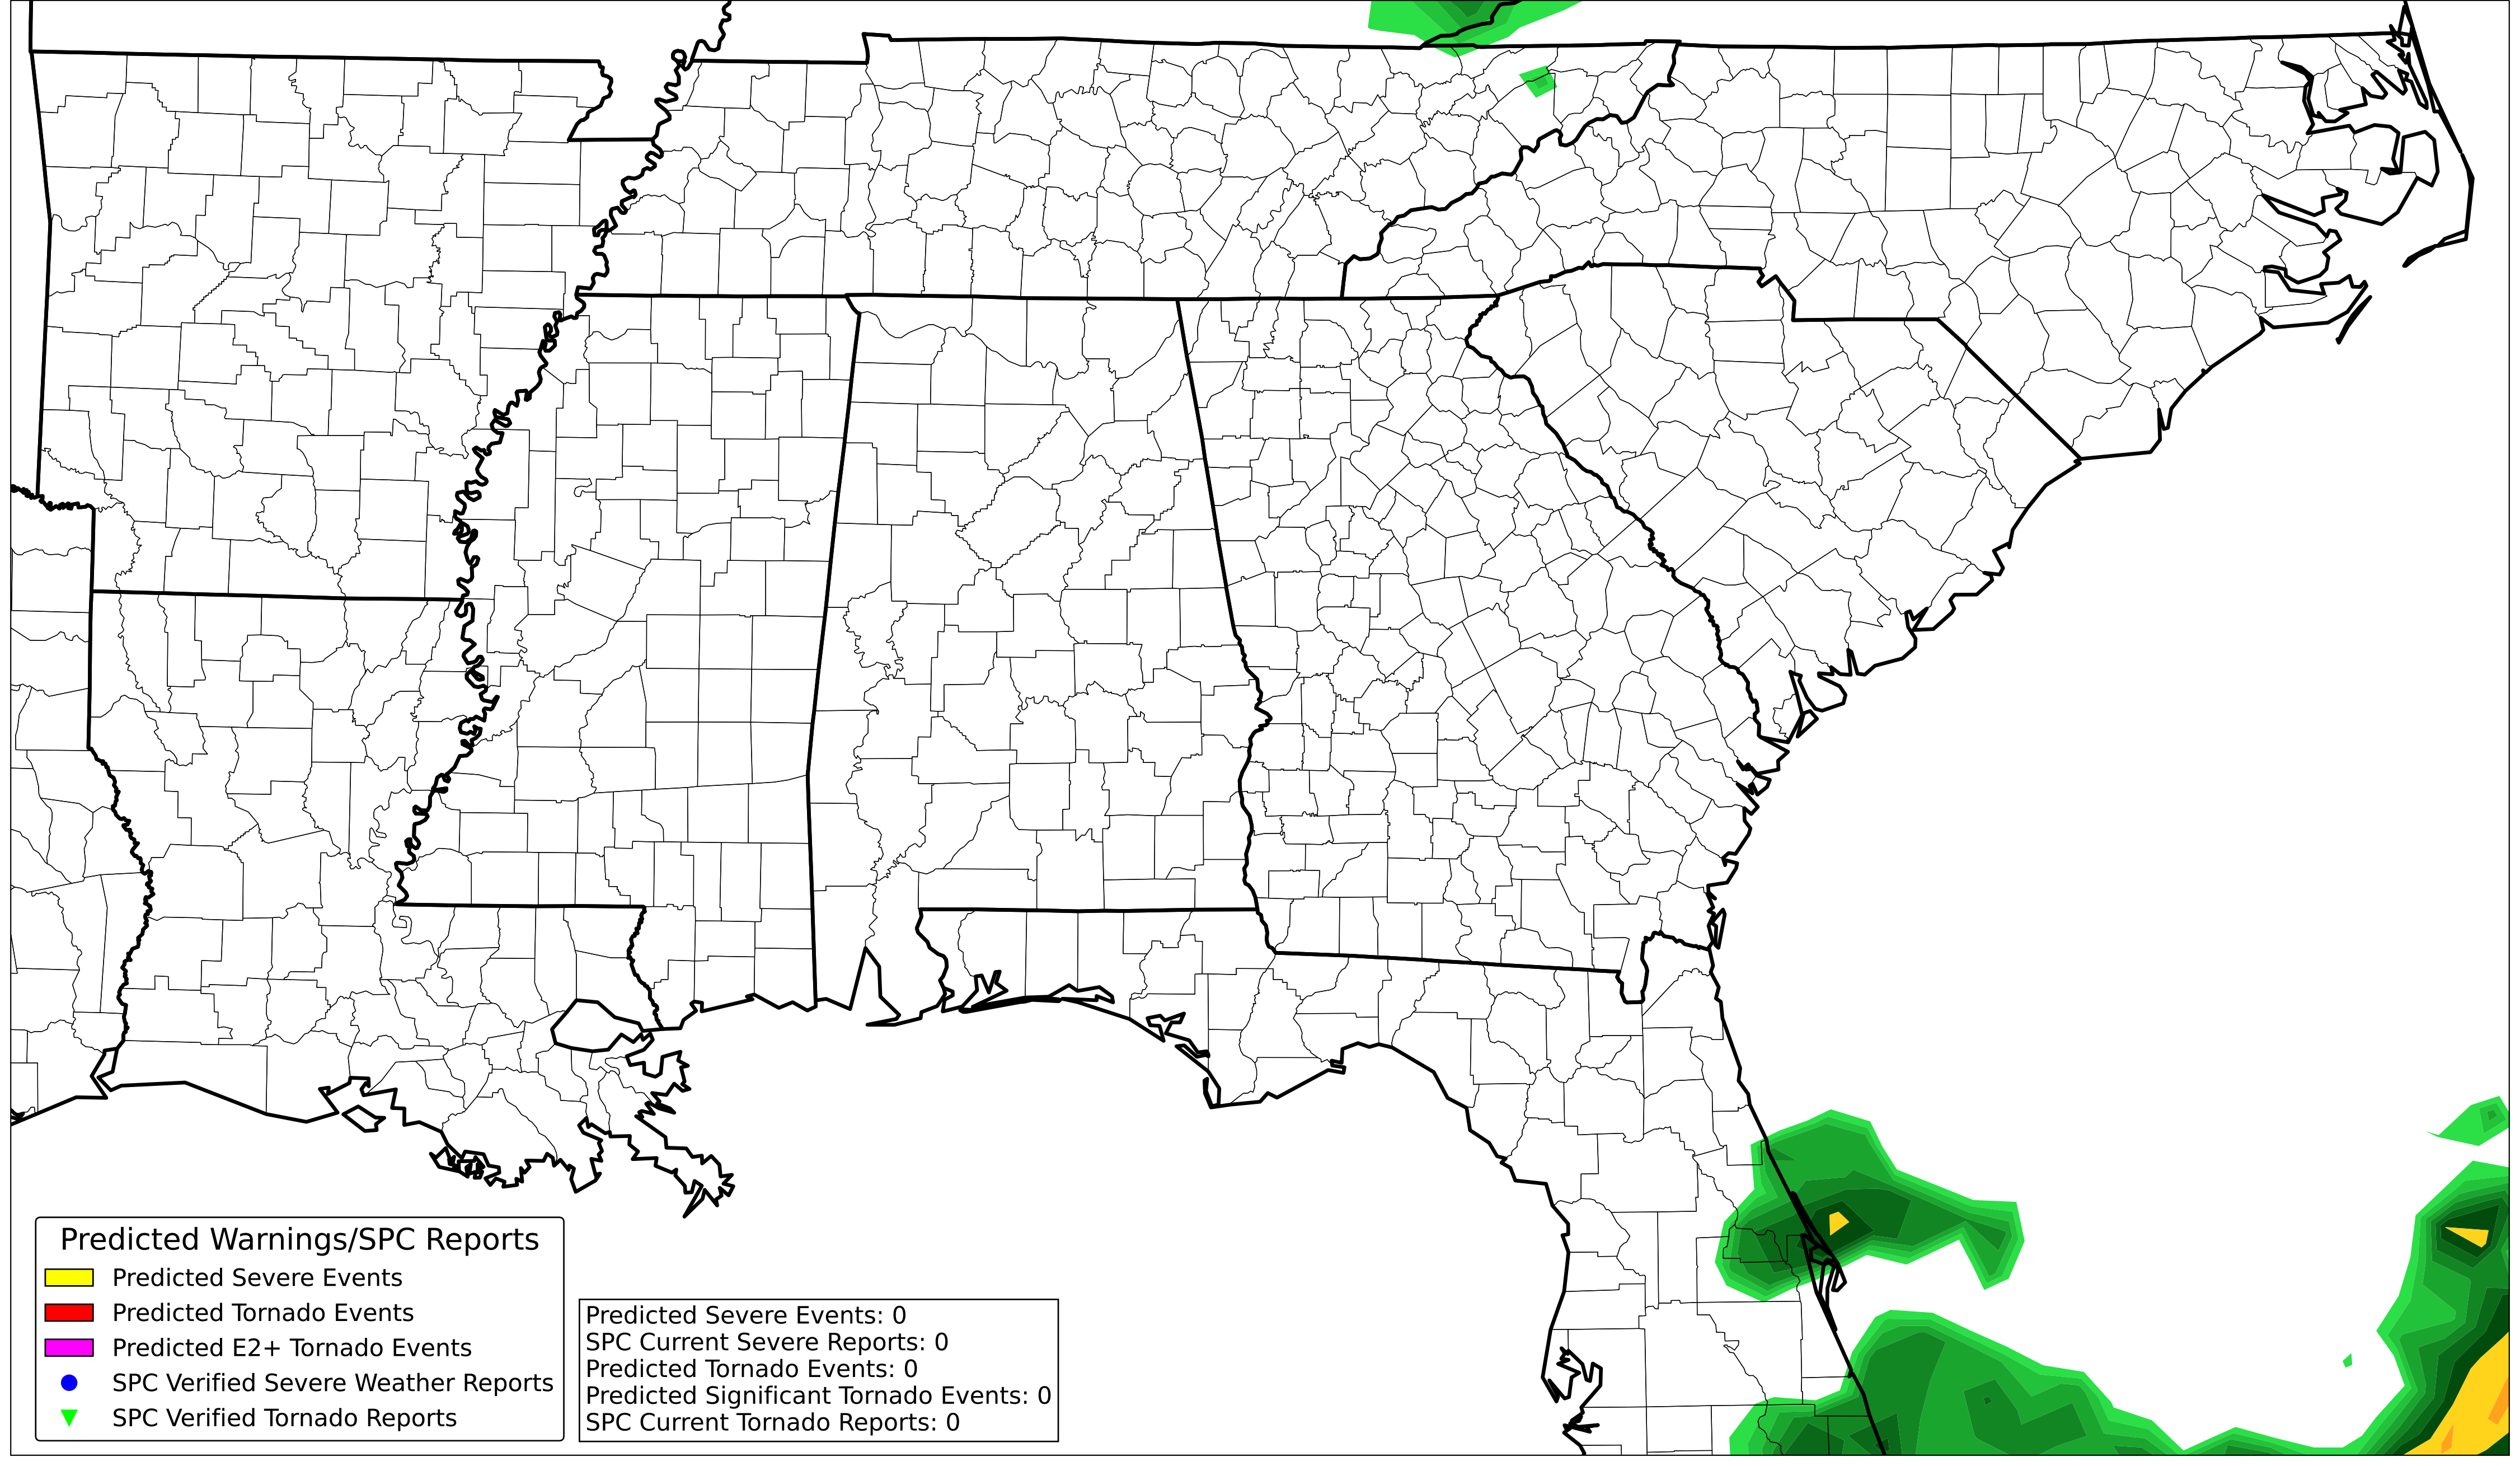 Predicted Warnings/SPC Reports
Predicted Severe Events
Predicted Tornado Events
Predicted E2+ Tornado Events
SPC Verified Severe Weather Reports
SPC Verified Tornado Reports
Predicted Severe Events: 0
SPC Current Severe Reports: 0
Predicted Tornado Events: 0
Predicted Significant Tornado Events: 0
SPC Current Tornado Reports: 0